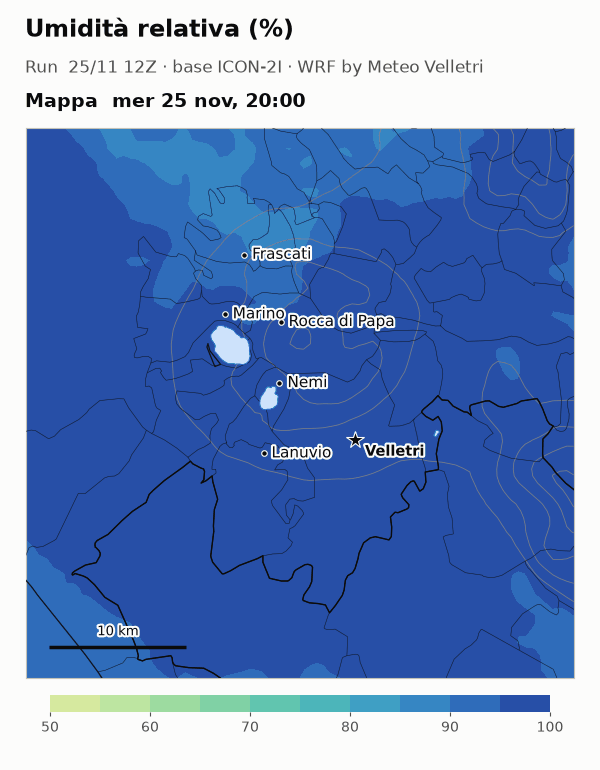 Umidità relativa (%)
Run  25/11 12Z · base ICON-2I · WRF by Meteo Velletri
Mappa  mer 25 nov, 20:00
Frascati
Marino
Rocca di Papa
Nemi
Velletri
Lanuvio
10 km
50 60 70 80 90 100